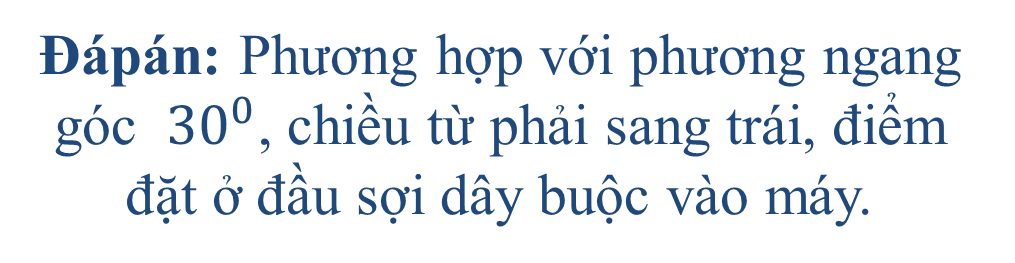 Đápán: Phương hợp với phương ngang
góc 30⁰, chiều từ phải sang trái, điểm
đặt ở đầu sợi dây buộc vào máy.